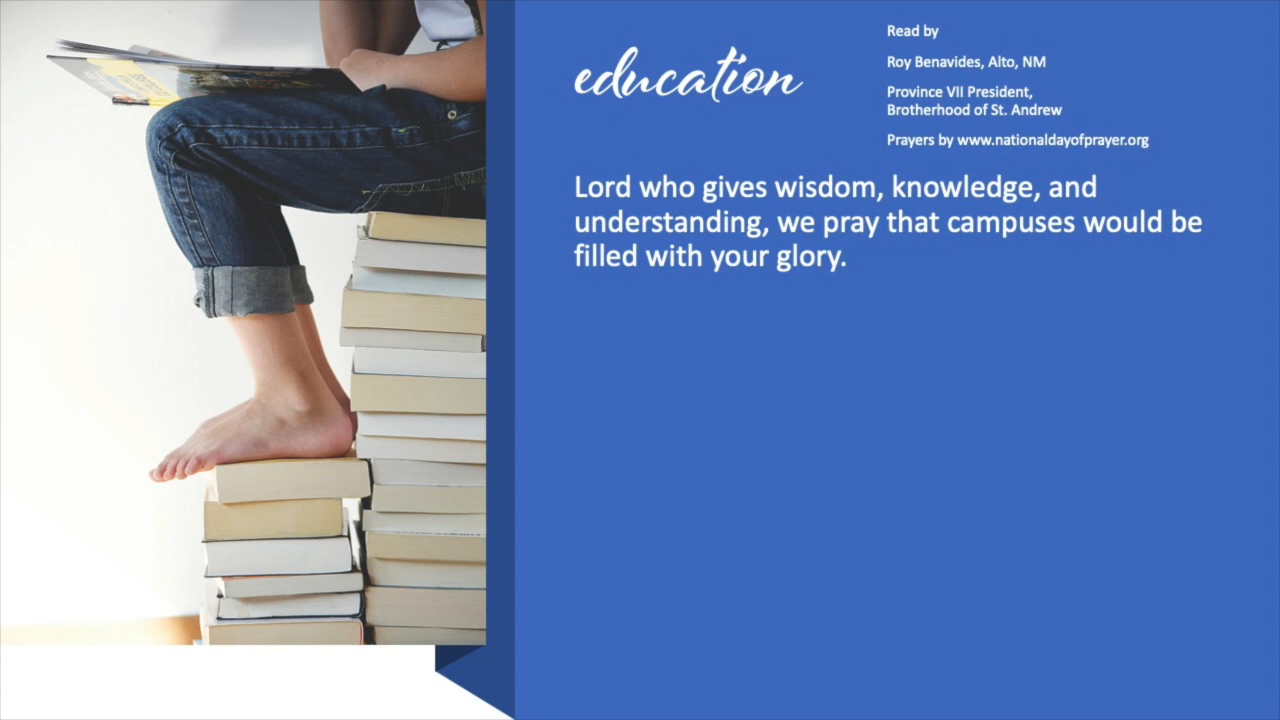 education
Read by
Roy Benavides, Alto, NM
Province VII President,
Brotherhood of St. Andrew
Prayers by www.nationaldayofprayer.org
Lord who gives wisdom, knowledge, and
understanding, we pray that campuses would be
filled with your glory.